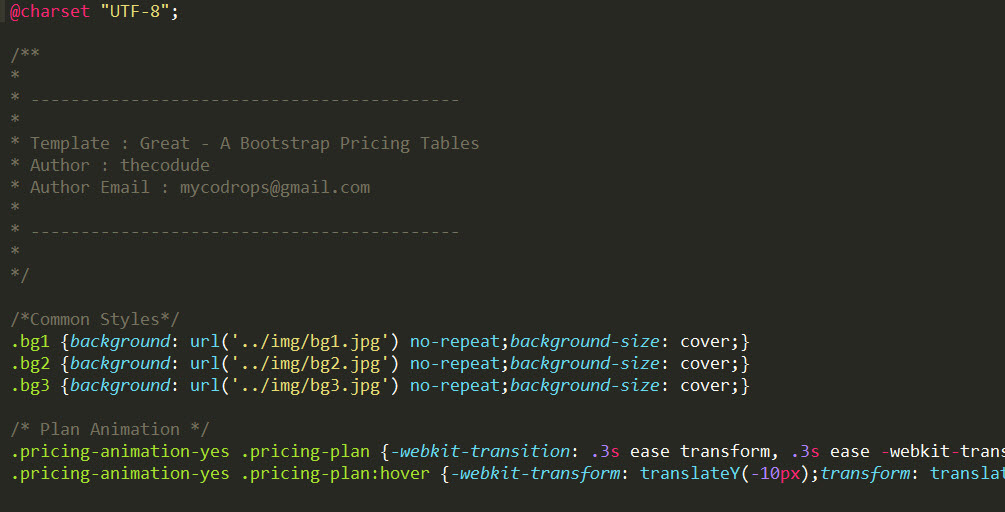 @charset "UTF-8";
/**
*
* -------------------------------------------
*
* Template : Great - A Bootstrap Pricing Tables
* Author : thecodude
* Author Email : mycodrops@gmail.com
*
* -------------------------------------------
*
*/
/*Common Styles*/
.bg1 {background: url('../img/bg1.jpg') no-repeat;background-size: cover;}
.bg2 {background: url('../img/bg2.jpg') no-repeat;background-size: cover;}
.bg3 {background: url('../img/bg3.jpg') no-repeat;background-size: cover;}
/* Plan Animation */
.pricing-animation-yes .pricing-plan {-webkit-transition: .3s ease transform, .3s ease -webkit-trans
.pricing-animation-yes .pricing-plan:hover {-webkit-transform: translateY(-10px);transform: translat